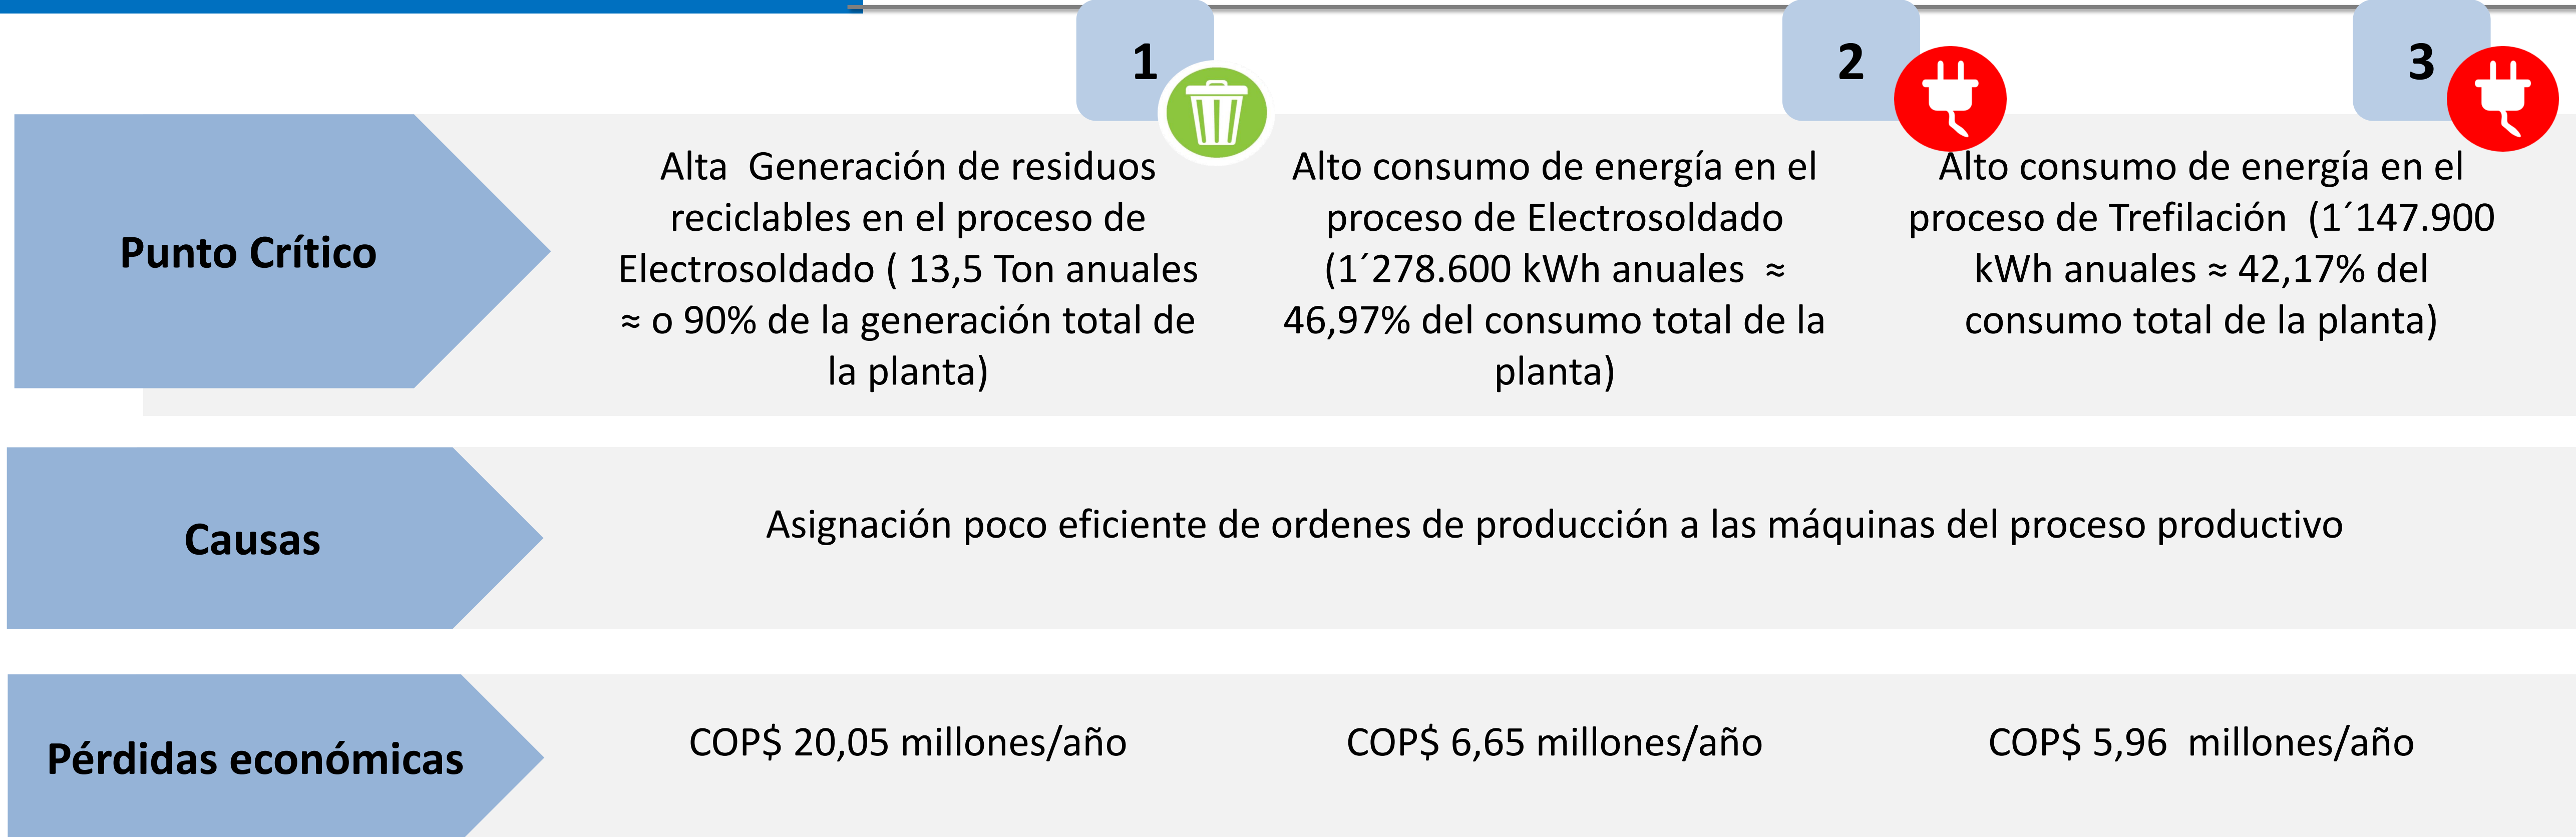 1
2
3
Punto Crítico
Alta  Generación de residuos
reciclables en el proceso de
Electrosoldado ( 13,5 Ton anuales
≈ o 90% de la generación total de
la planta)
Alto consumo de energía en el
proceso de Electrosoldado
(1´278.600 kWh anuales  ≈
46,97% del consumo total de la
planta)
Alto consumo de energía en el
proceso de Trefilación  (1´147.900
kWh anuales ≈ 42,17% del
consumo total de la planta)
Causas
Asignación poco eficiente de ordenes de producción a las máquinas del proceso productivo
Pérdidas económicas
COP$ 20,05 millones/año
COP$ 6,65 millones/año
COP$ 5,96  millones/año